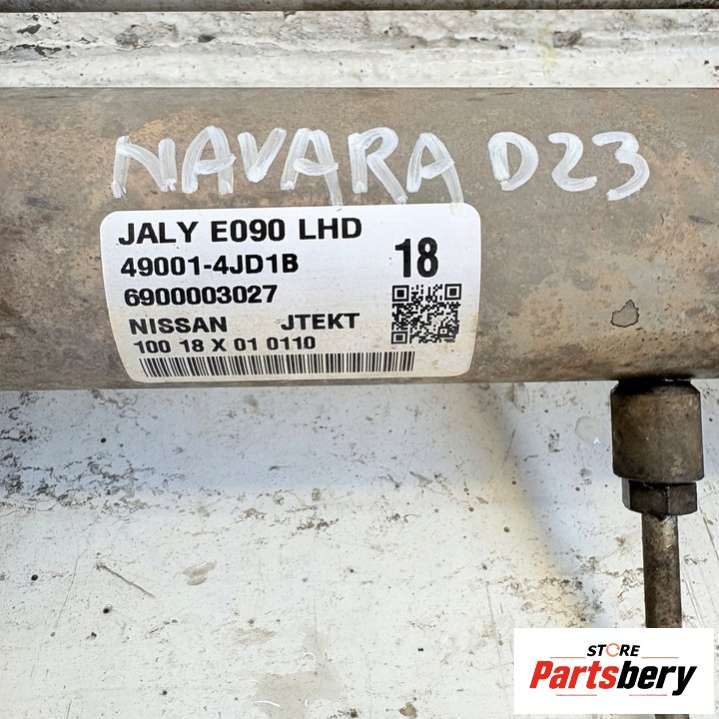 NAVARA D23
JALY E090 LHD
49001-4JD1B 18
6900003027
NISSAN JTEKT
100 18 X 01 0110
STORE
Partsbery